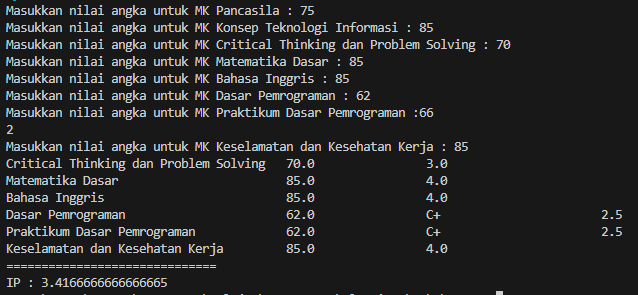 Masukkan nilai angka untuk MK Pancasila : 75
Masukkan nilai angka untuk MK Konsep Teknologi Informasi : 85
Masukkan nilai angka untuk MK Critical Thinking dan Problem Solving : 70
Masukkan nilai angka untuk MK Matematika Dasar : 85
Masukkan nilai angka untuk MK Bahasa Inggris : 85
Masukkan nilai angka untuk MK Dasar Pemrograman : 62
Masukkan nilai angka untuk MK Praktikum Dasar Pemrograman :66
2
Masukkan nilai angka untuk MK Keselamatan dan Kesehatan Kerja : 85
Critical Thinking dan Problem Solving 70.0 3.0
Matematika Dasar 85.0 4.0
Bahasa Inggris 85.0 4.0
Dasar Pemrograman 62.0 C+ 2.5
Praktikum Dasar Pemrograman 62.0 C+ 2.5
Keselamatan dan Kesehatan Kerja 85.0 4.0
==============================
IP : 3.4166666666666665